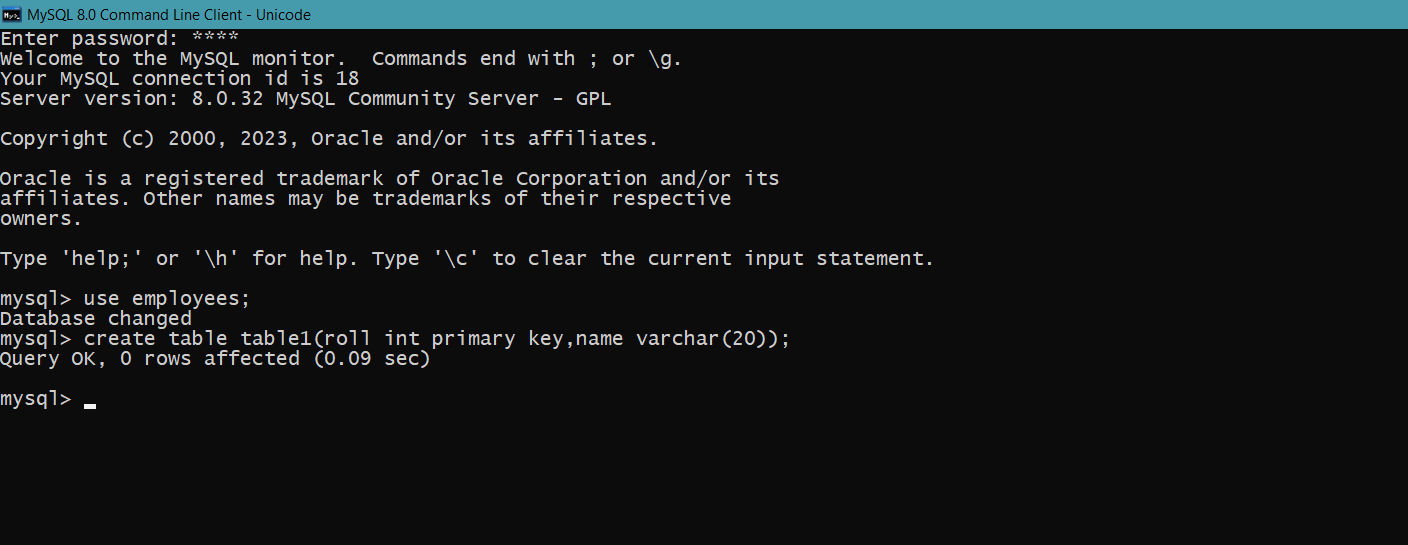 MySQL 8.0 Command Line Client - Unicode
Enter password: ****
Welcome to the MySQL monitor.  Commands end with ; or \g.
Your MySQL connection id is 18
Server version: 8.0.32 MySQL Community Server - GPL
Copyright (c) 2000, 2023, Oracle and/or its affiliates.
Oracle is a registered trademark of Oracle Corporation and/or its
affiliates. Other names may be trademarks of their respective
owners.
Type 'help;' or '\h' for help. Type '\c' to clear the current input statement.
mysql> use employees;
Database changed
mysql> create table table1(roll int primary key,name varchar(20));
Query OK, 0 rows affected (0.09 sec)
mysql>